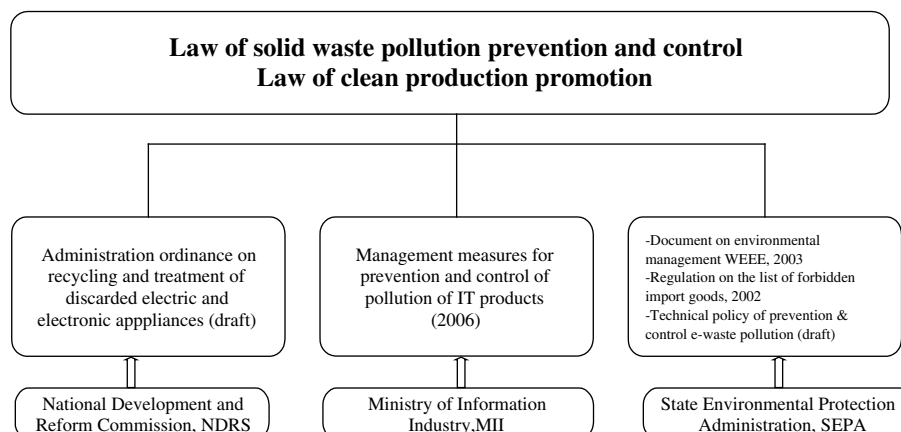 Law of solid waste pollution prevention and control
Law of clean production promotion
Administration ordinance on
recycling and treatment of
discarded electric and
electronic apppliances (draft)
Management measures for
prevention and control of
pollution of IT products
(2006)
-Document on environmental
management WEEE, 2003
-Regulation on the list of forbidden
import goods, 2002
-Technical policy of prevention &
control e-waste pollution (draft)
National Development and
Reform Commission, NDRS
Ministry of Information
Industry,MII
State Environmental Protection
Administration, SEPA